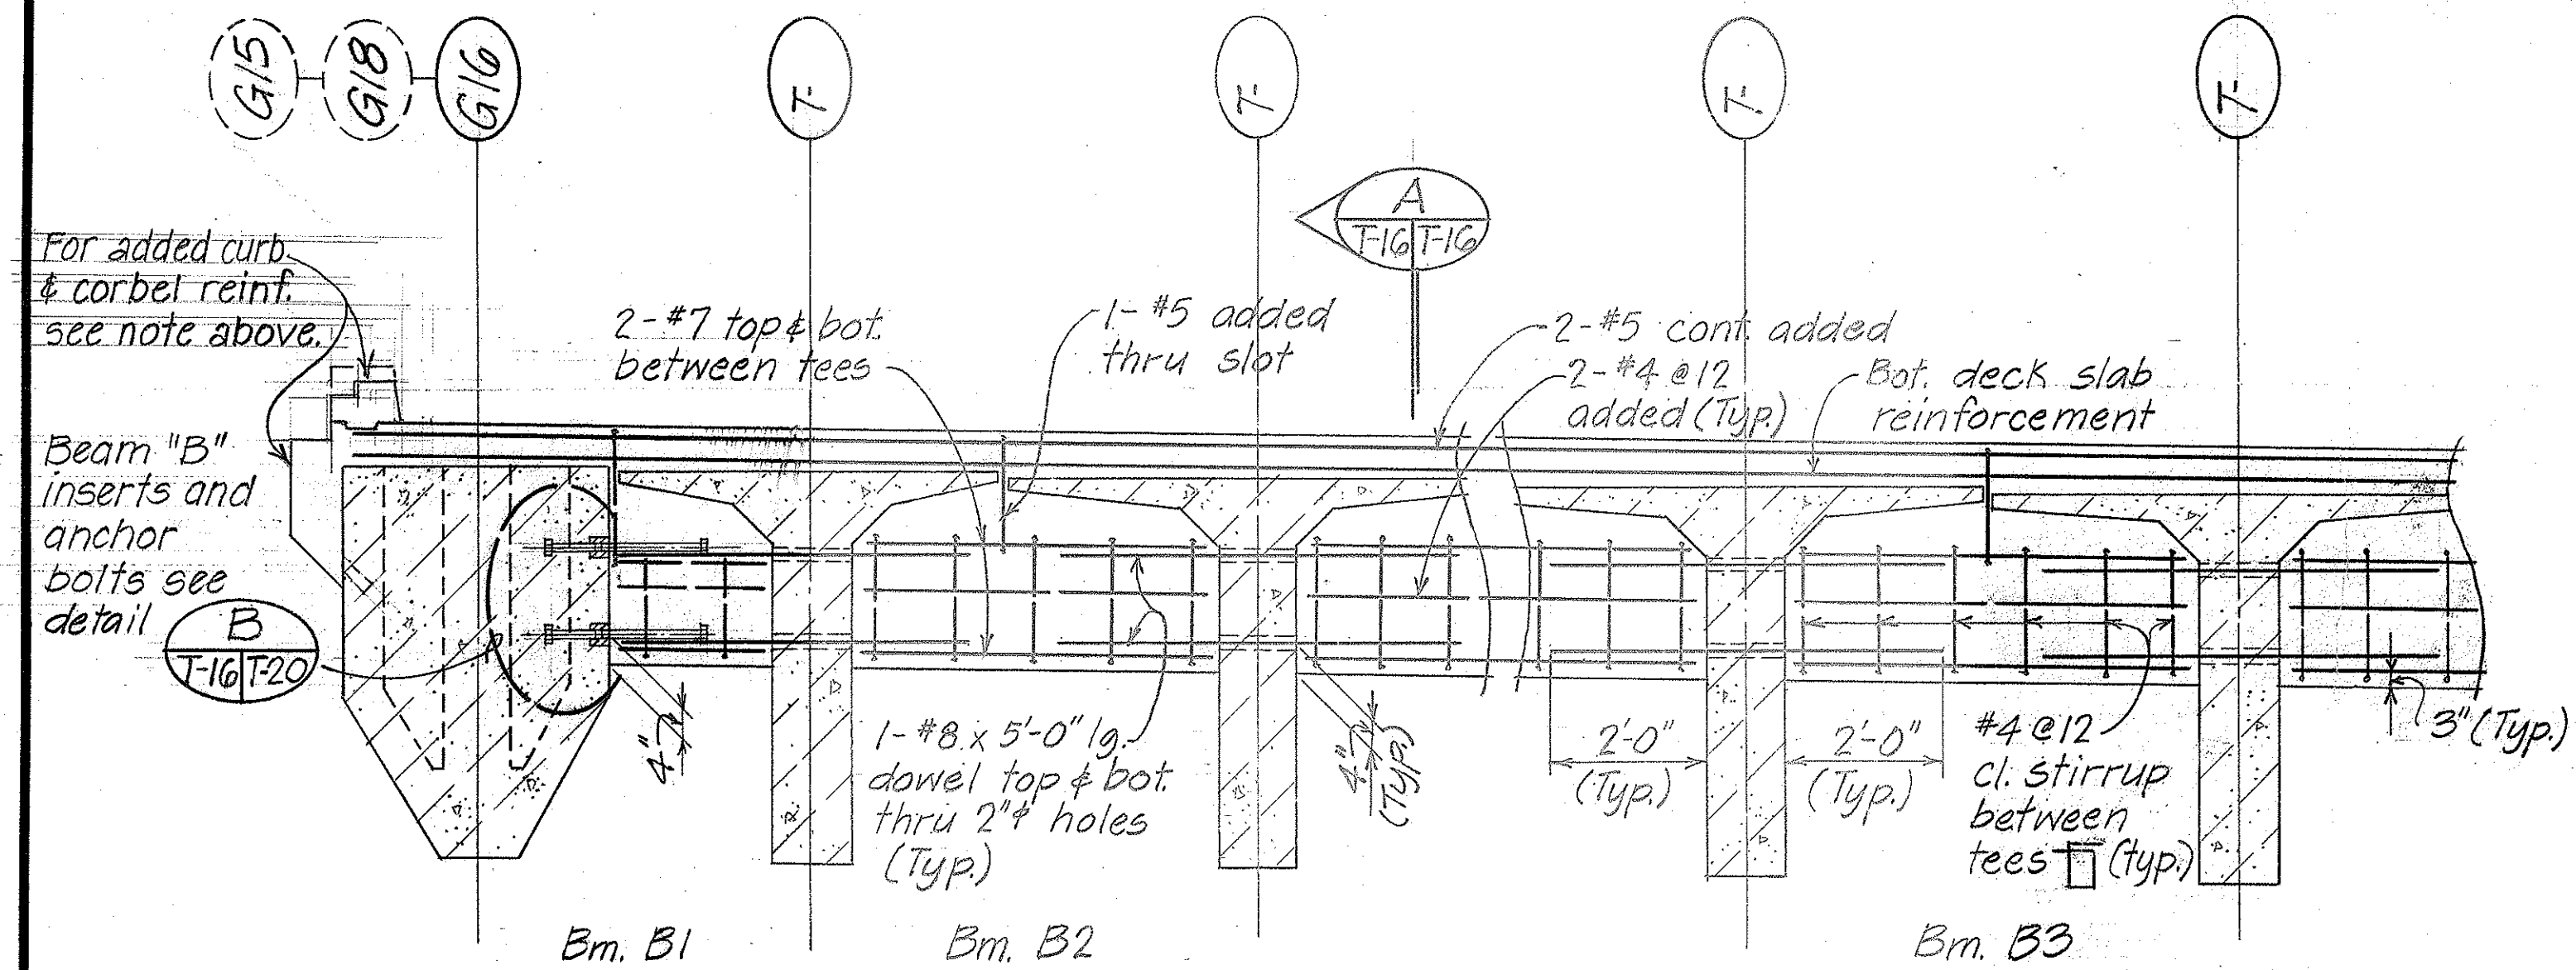 G15
G18
G16
T-
T-
T-
T-
A
T-16 T-16
For added curb
& corbel reinf.
see note above.
2-#7 top & bot.
between tees
1-#5 added
thru slot
2-#5 cont. added
2-#4 @12
added (Typ.)
Bot. deck slab
reinforcement
Beam "B"
inserts and
anchor
bolts see
detail
B
T-16 T-20
4"
1-#8 x 5'-0" lg.
dowel top & bot.
thru 2"ϕ holes
(Typ.)
4"
(Typ.)
2'-0"
(Typ.)
2'-0"
(Typ.)
#4 @12
cl. stirrup
between
tees (typ.)
3" (Typ.)
Bm. B1
Bm. B2
Bm. B3